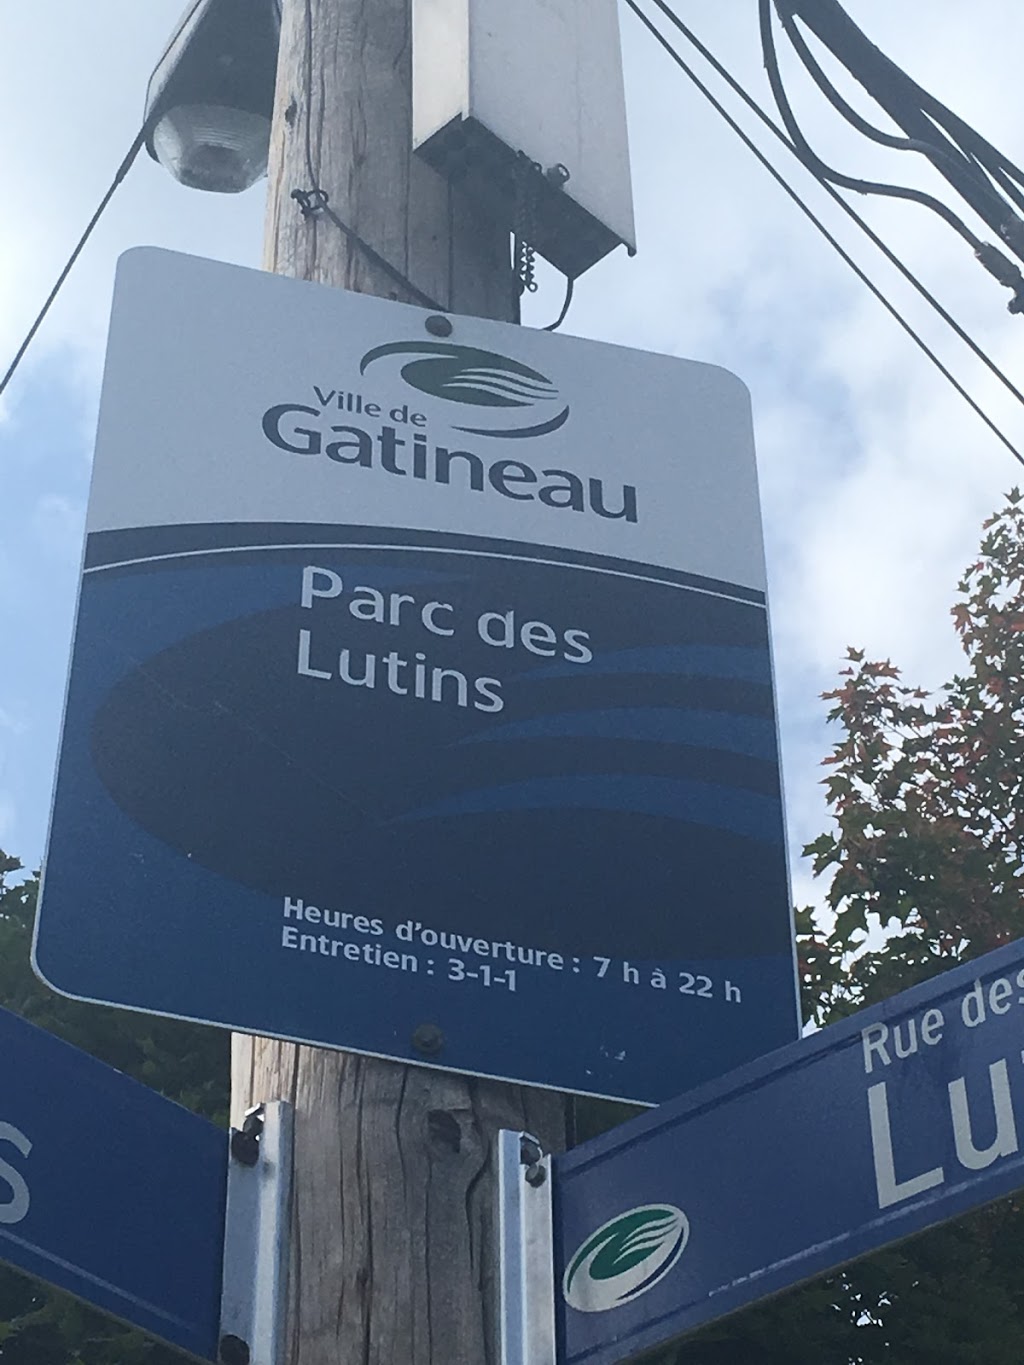 Ville de
Gatineau
Parc des
Lutins
Heures d'ouverture : 7 h à 22 h
Entretien : 3-1-1
Rue des